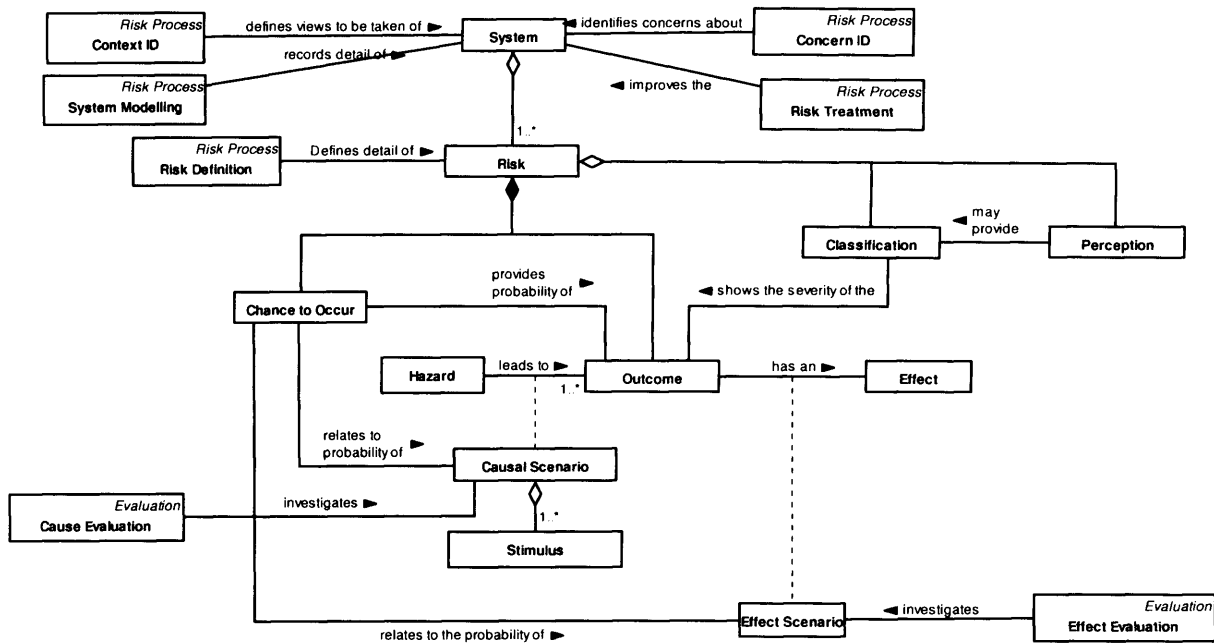 Risk Process
Context ID
defines views to be taken of
System
identifies concerns about
Risk Process
Concern ID
records detail of
Risk Process
System Modelling
improves the
Risk Process
Risk Treatment
1..*
Risk Process
Risk Definition
Defines detail of
Risk
Classification
may
provide
Perception
provides
probability of
shows the severity of the
Chance to Occur
Hazard
leads to
1..*
Outcome
has an
Effect
relates to
probability of
Causal Scenario
Evaluation
Cause Evaluation
investigates
1..*
Stimulus
Effect Scenario
investigates
Evaluation
Effect Evaluation
relates to the probability of